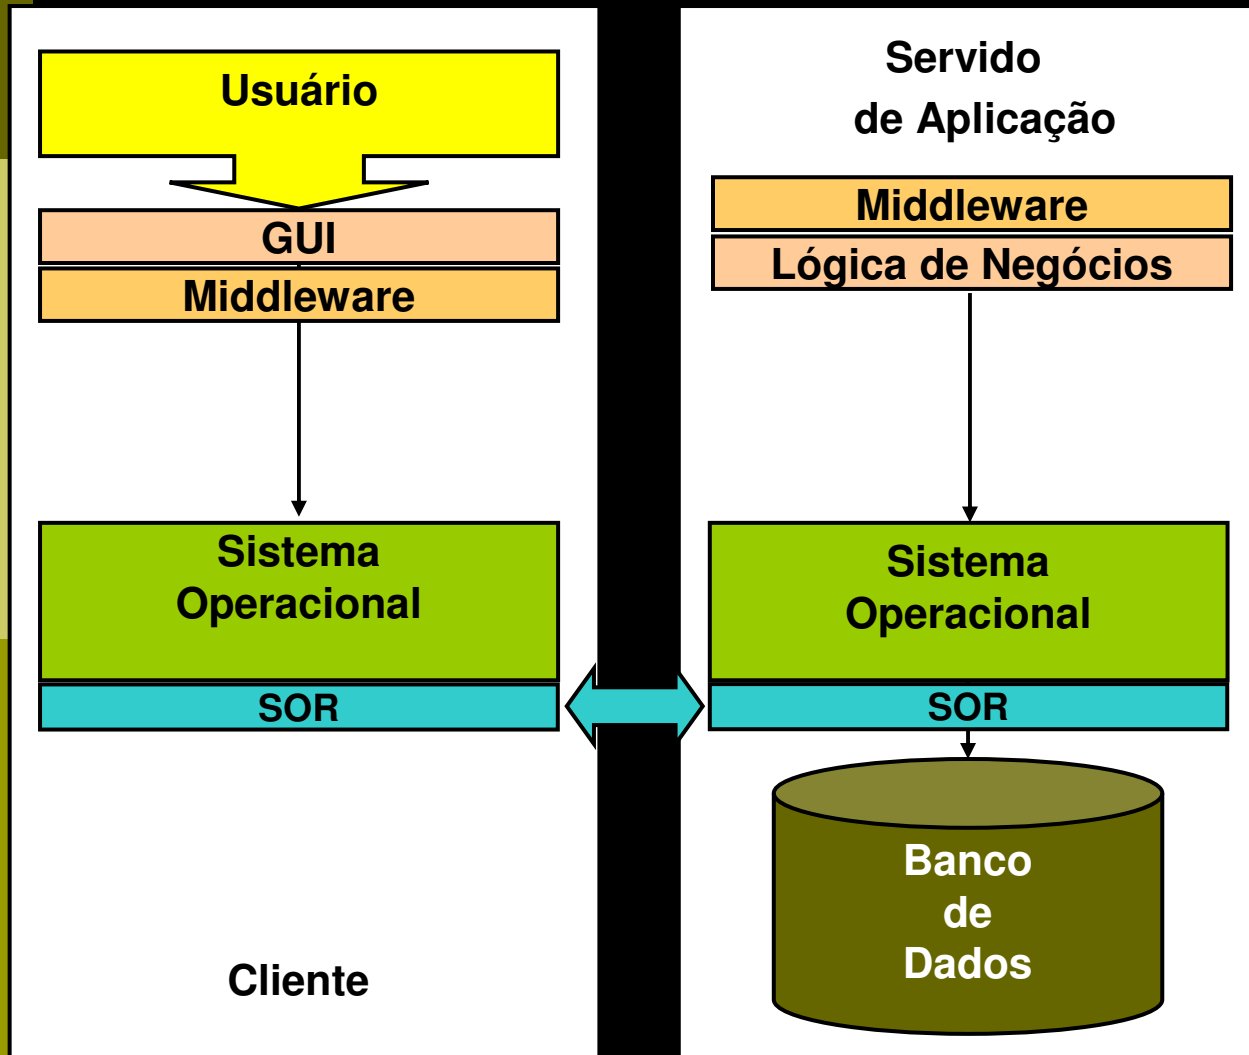 Usuário
GUI
Middleware
Sistema
Operacional
SOR
Cliente
Servido
de Aplicação
Middleware
Lógica de Negócios
Sistema
Operacional
SOR
Banco
de
Dados